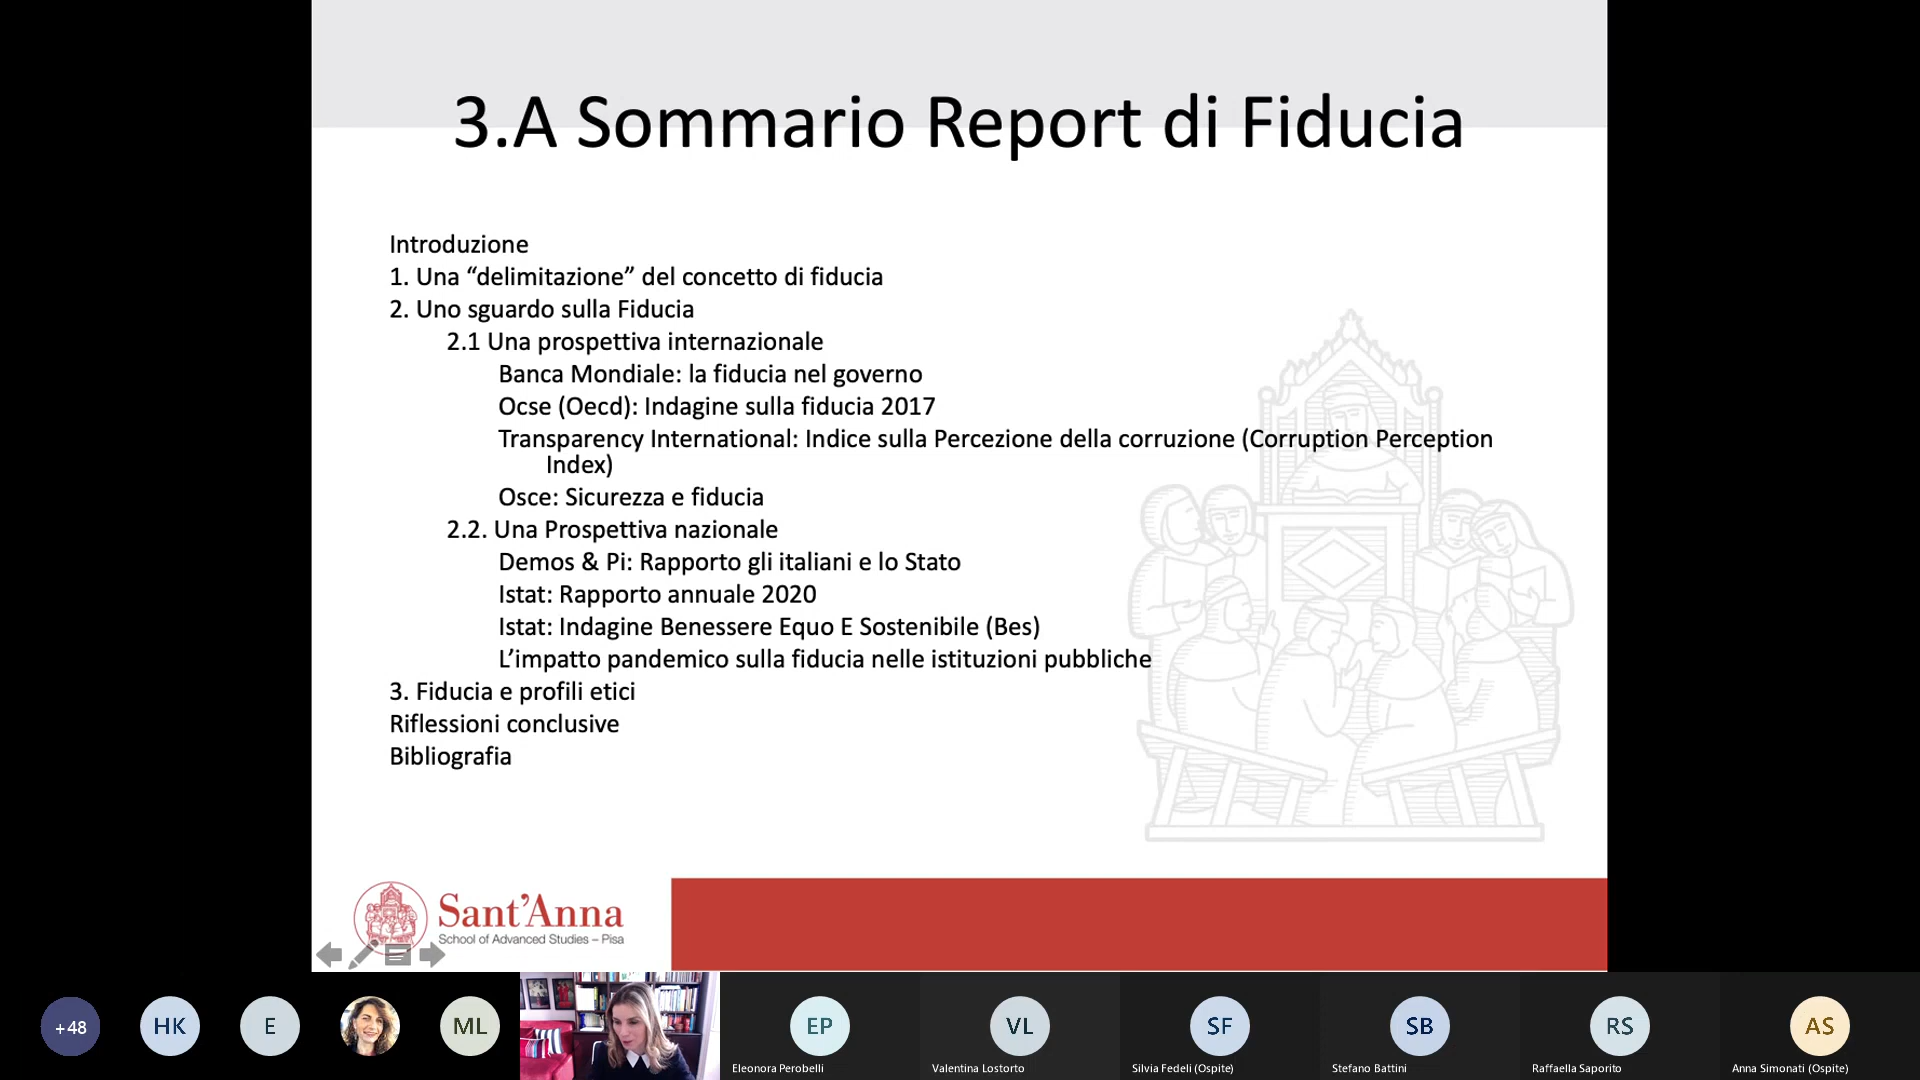 3.A Sommario Report di Fiducia
Introduzione
1. Una “delimitazione” del concetto di fiducia
2. Uno sguardo sulla Fiducia
2.1 Una prospettiva internazionale
Banca Mondiale: la fiducia nel governo
Ocse (Oecd): Indagine sulla fiducia 2017
Transparency International: Indice sulla Percezione della corruzione (Corruption Perception
Index)
Osce: Sicurezza e fiducia
2.2. Una Prospettiva nazionale
Demos & Pi: Rapporto gli italiani e lo Stato
Istat: Rapporto annuale 2020
Istat: Indagine Benessere Equo E Sostenibile (Bes)
L’impatto pandemico sulla fiducia nelle istituzioni pubbliche
3. Fiducia e profili etici
Riflessioni conclusive
Bibliografia
Sant’Anna
School of Advanced Studies – Pisa
+48
HK
E
ML
EP
VL
SF
SB
RS
AS
Eleonora Perobelli
Valentina Lostorto
Silvia Fedeli (Ospite)
Stefano Battini
Raffaella Saporito
Anna Simonati (Ospite)